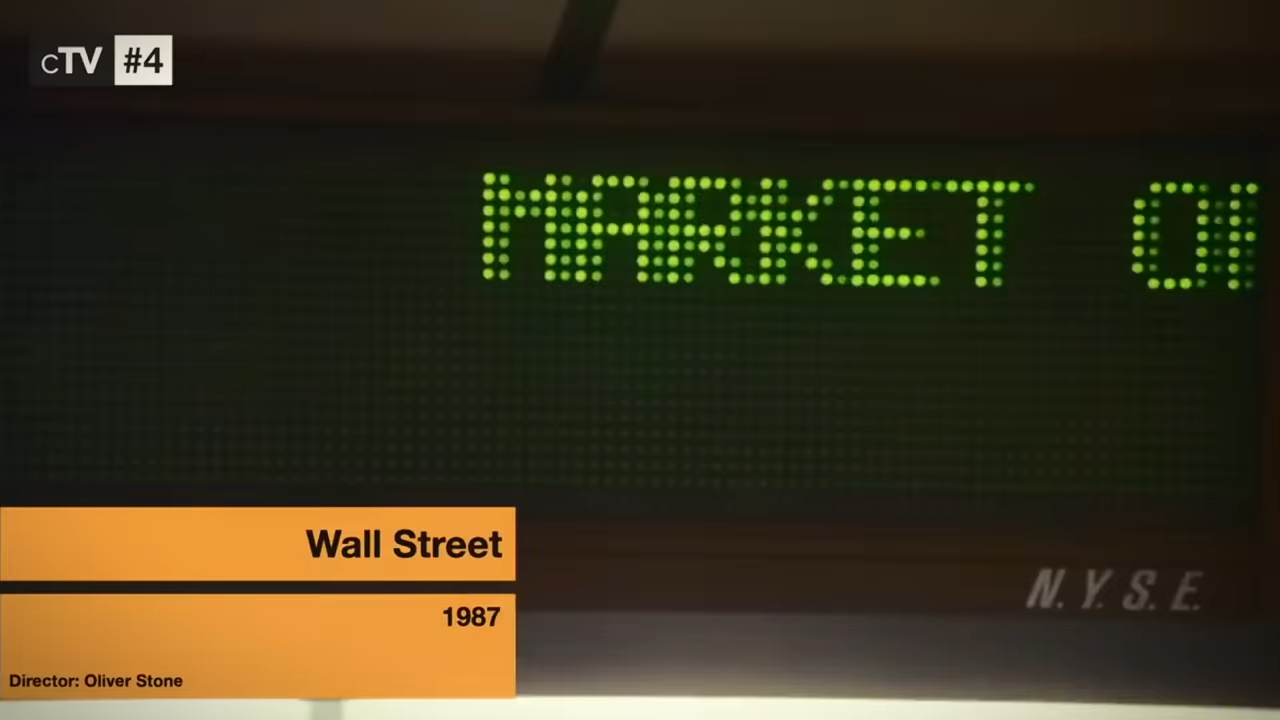 cTV #4
MARKET O
Wall Street
1987
N.Y.S.E.
Director: Oliver Stone